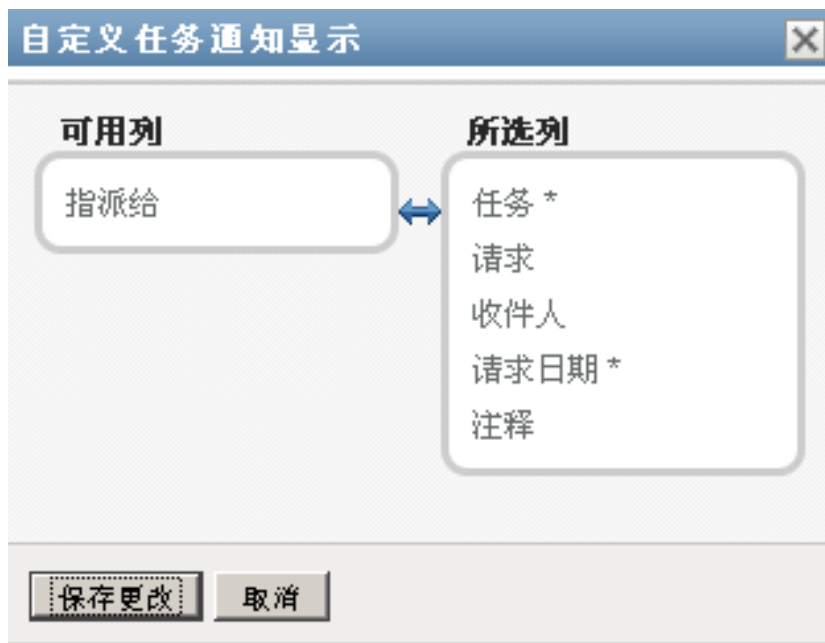 自定义任务通知显示
可用列
指派给
所选列
任务 *
请求
收件人
请求日期 *
注释
保存更改
取消